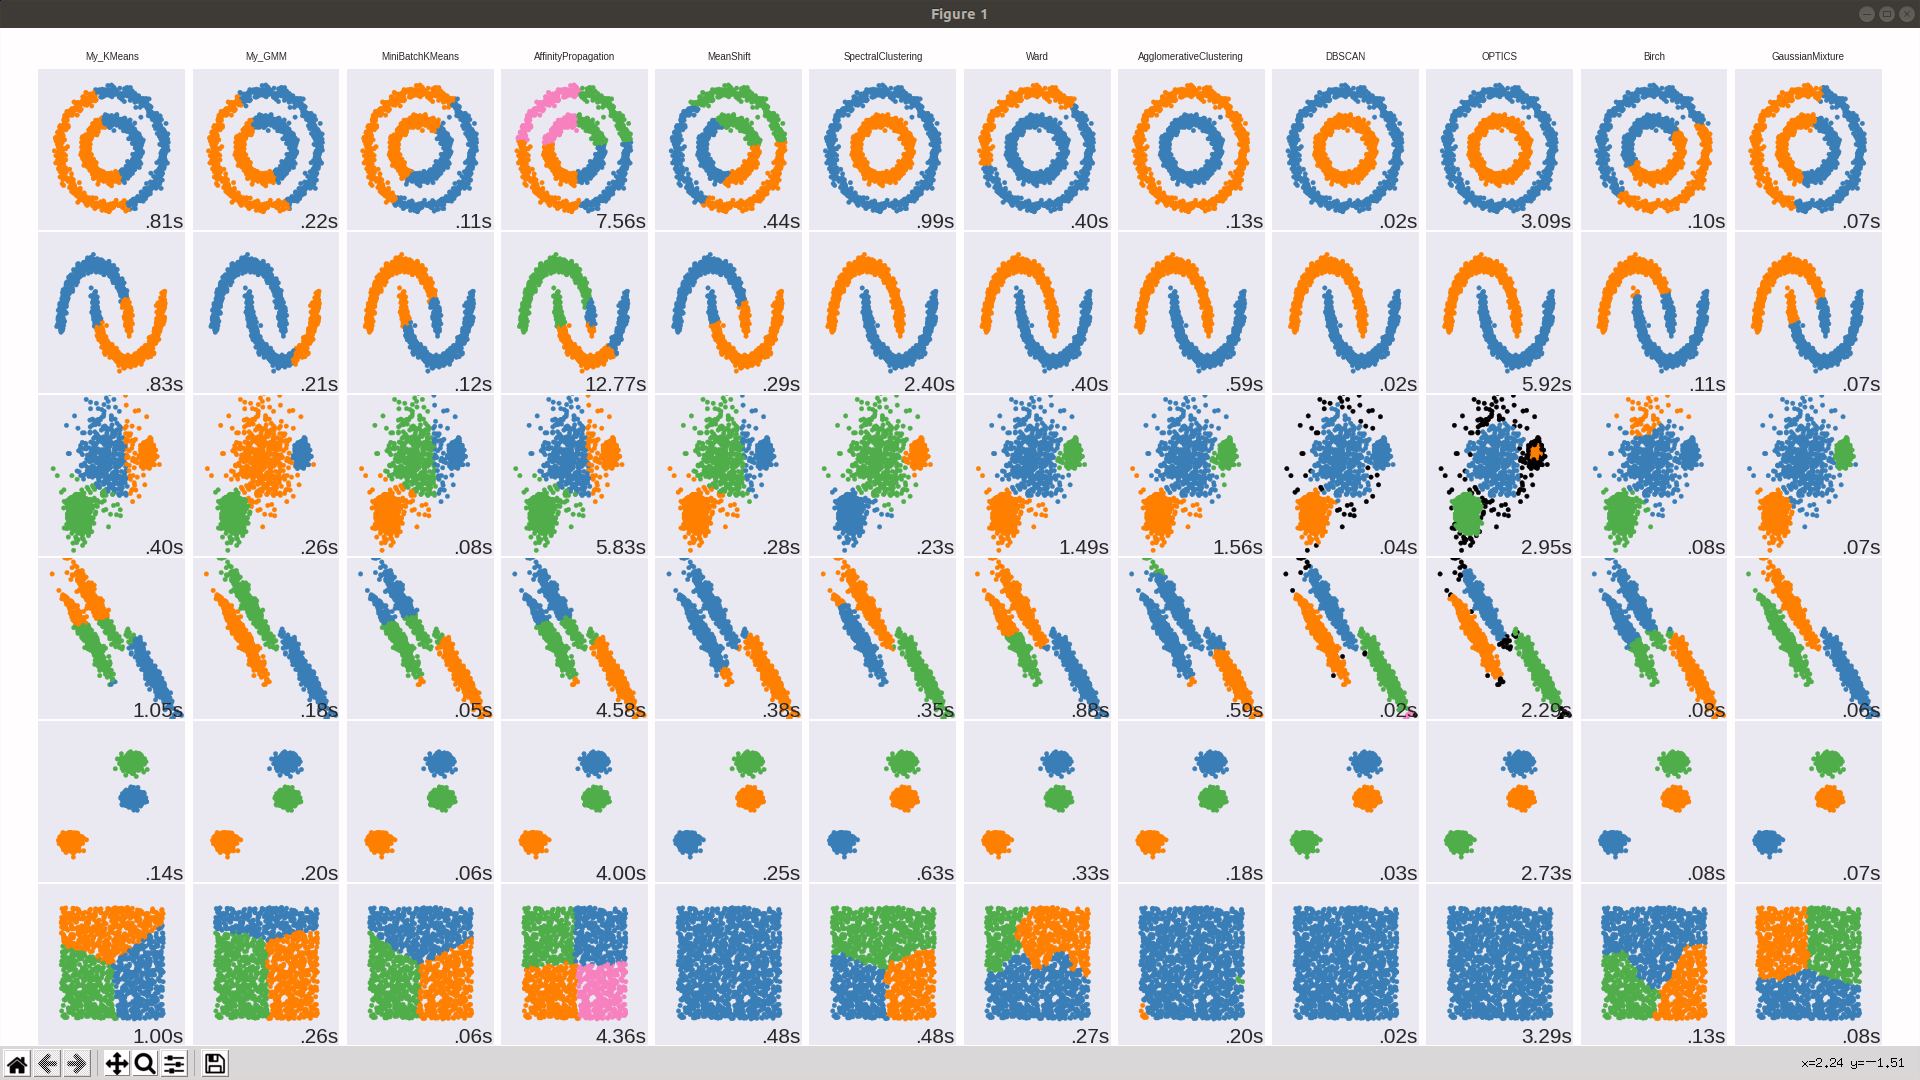 Figure 1
My_KMeans My_GMM MiniBatchKMeans AffinityPropagation MeanShift SpectralClustering Ward AgglomerativeClustering DBSCAN OPTICS Birch GaussianMixture
.81s .22s .11s 7.56s .44s .99s .40s .13s .02s 3.09s .10s .07s
.83s .21s .12s 12.77s .29s 2.40s .40s .59s .02s 5.92s .11s .07s
.40s .26s .08s 5.83s .28s .23s 1.49s 1.56s .04s 2.95s .08s .07s
1.05s .18s .05s 4.58s .38s .35s .88s .59s .02s 2.29s .08s .06s
.14s .20s .06s 4.00s .25s .63s .33s .18s .03s 2.73s .08s .07s
1.00s .26s .06s 4.36s .48s .48s .27s .20s .02s 3.29s .13s .08s
x=2.24 y=−1.51